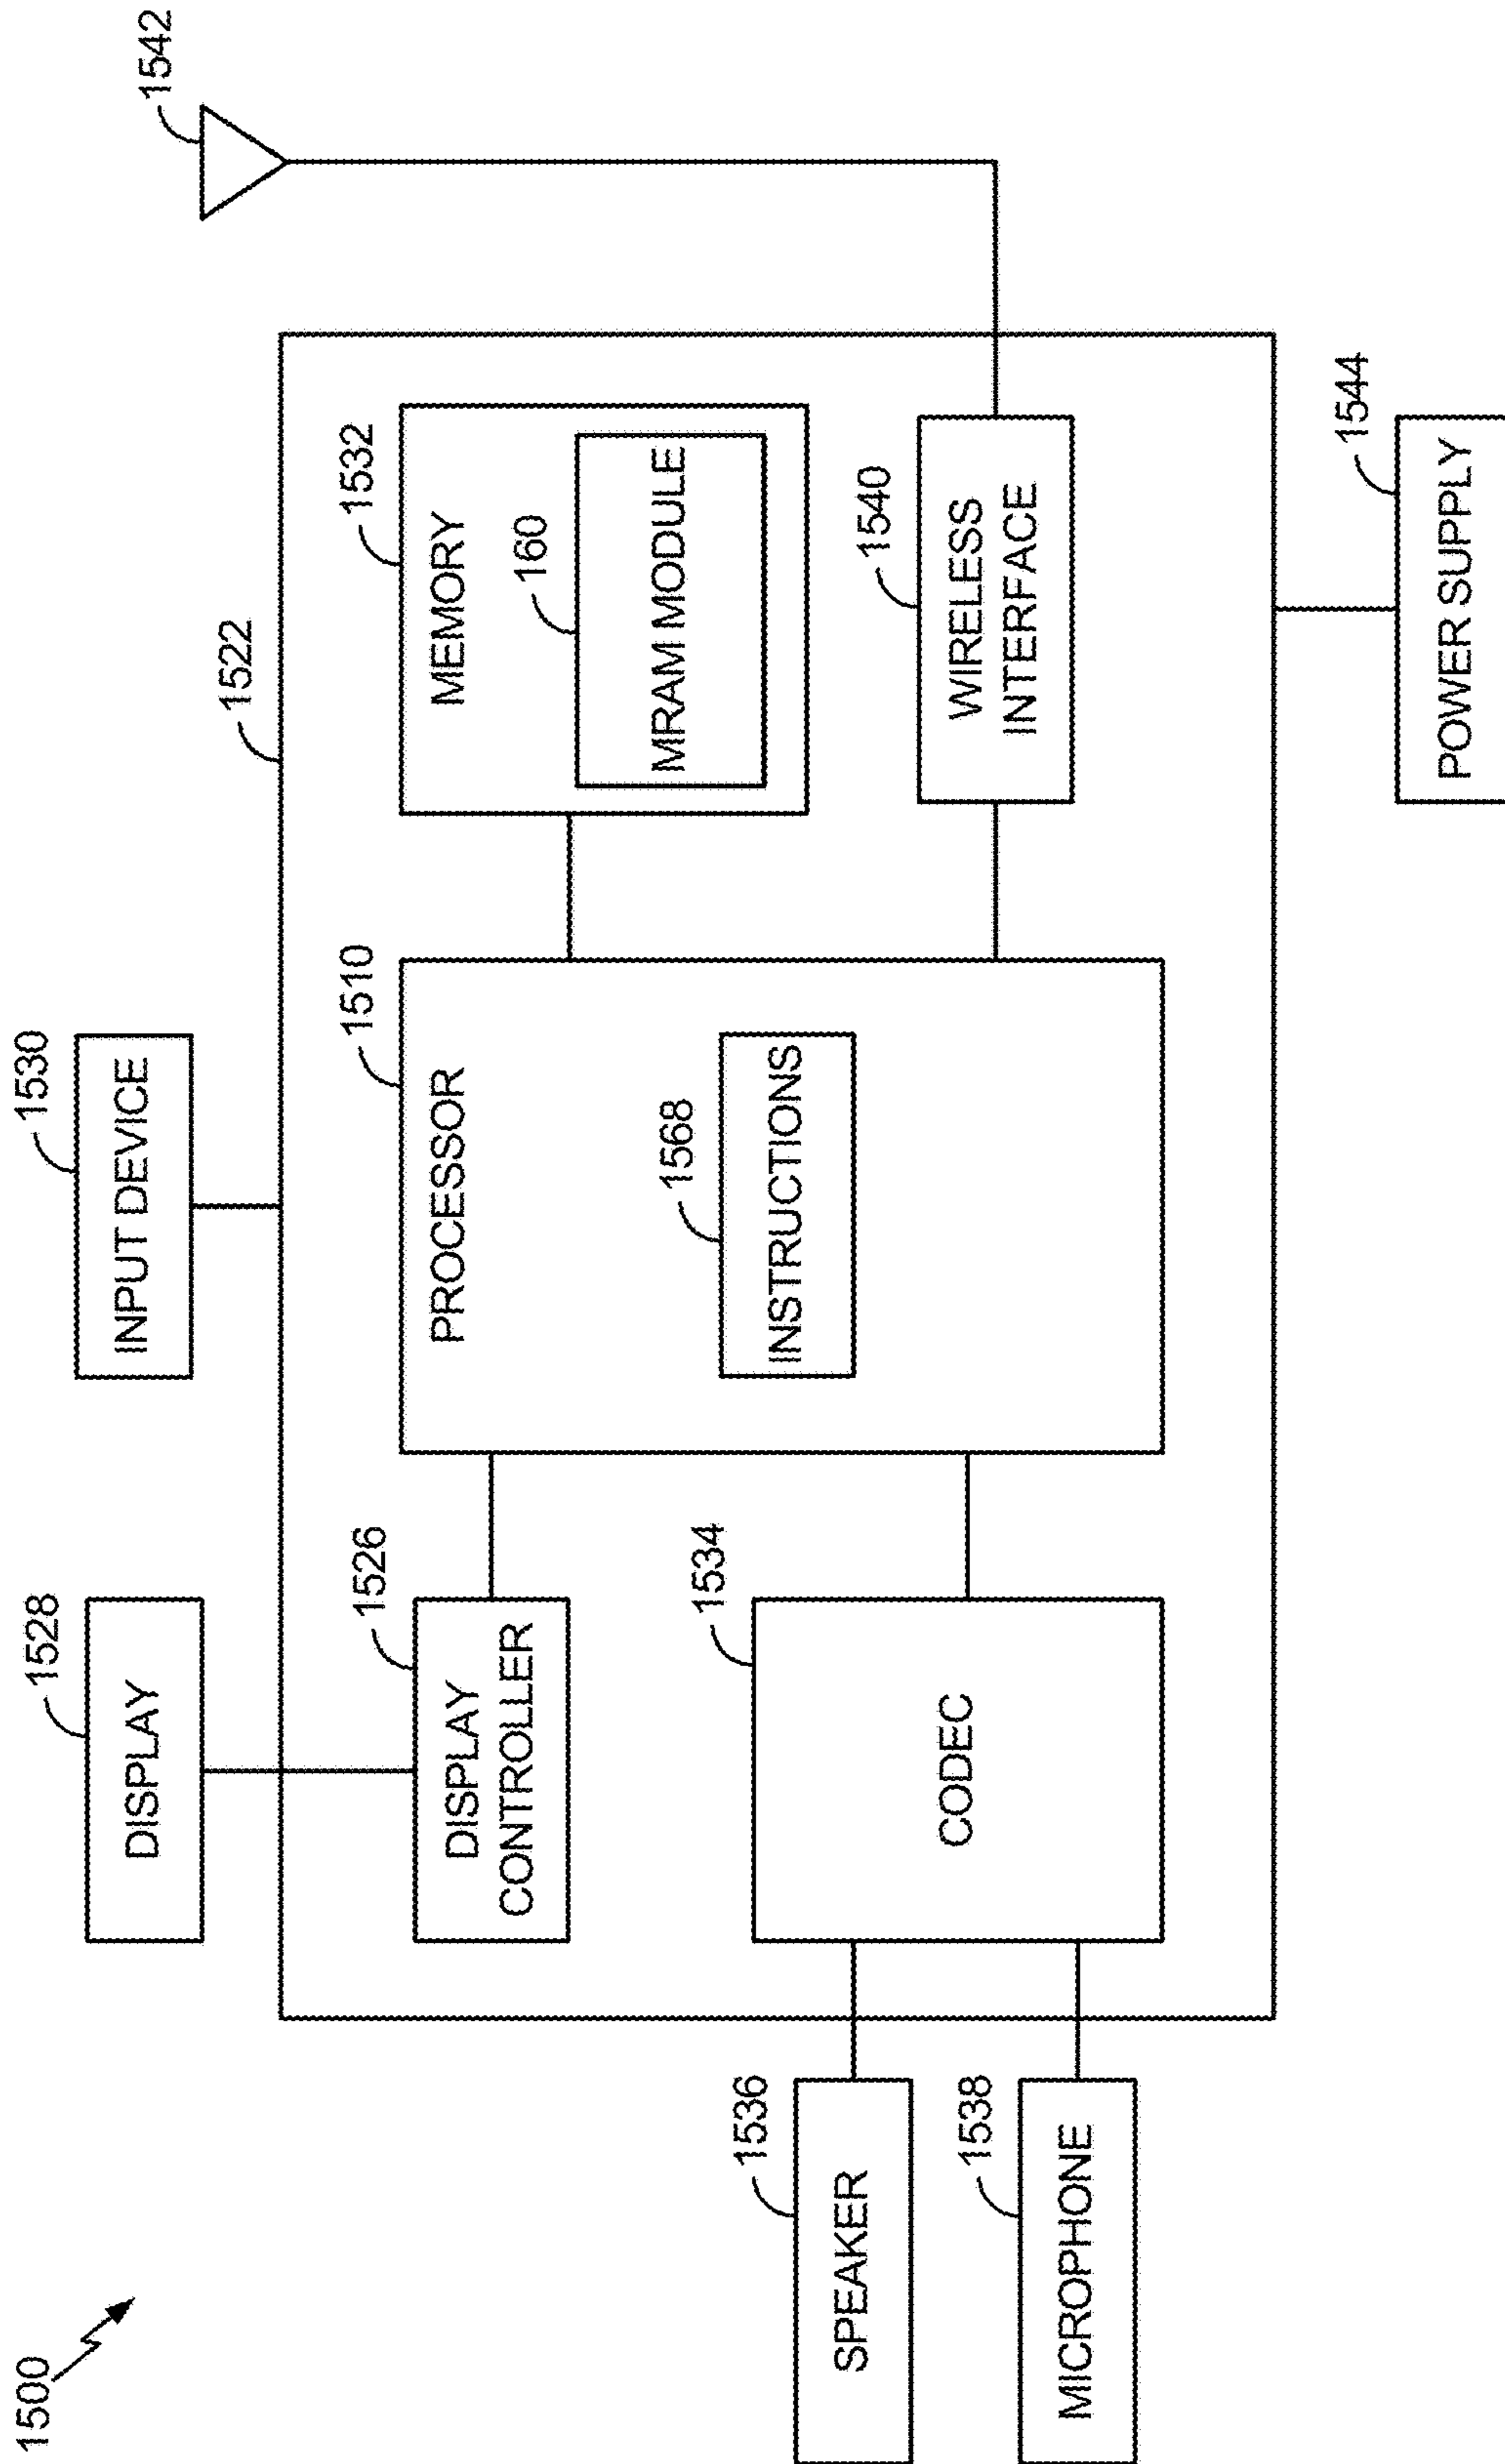 1500
1528
DISPLAY
1530
INPUT DEVICE
1542
1522
1526
DISPLAY
CONTROLLER
1510
PROCESSOR
1568
INSTRUCTIONS
1532
MEMORY
160
MRAM MODULE
1534
CODEC
1540
WIRELESS
INTERFACE
1536
SPEAKER
1538
MICROPHONE
1544
POWER SUPPLY